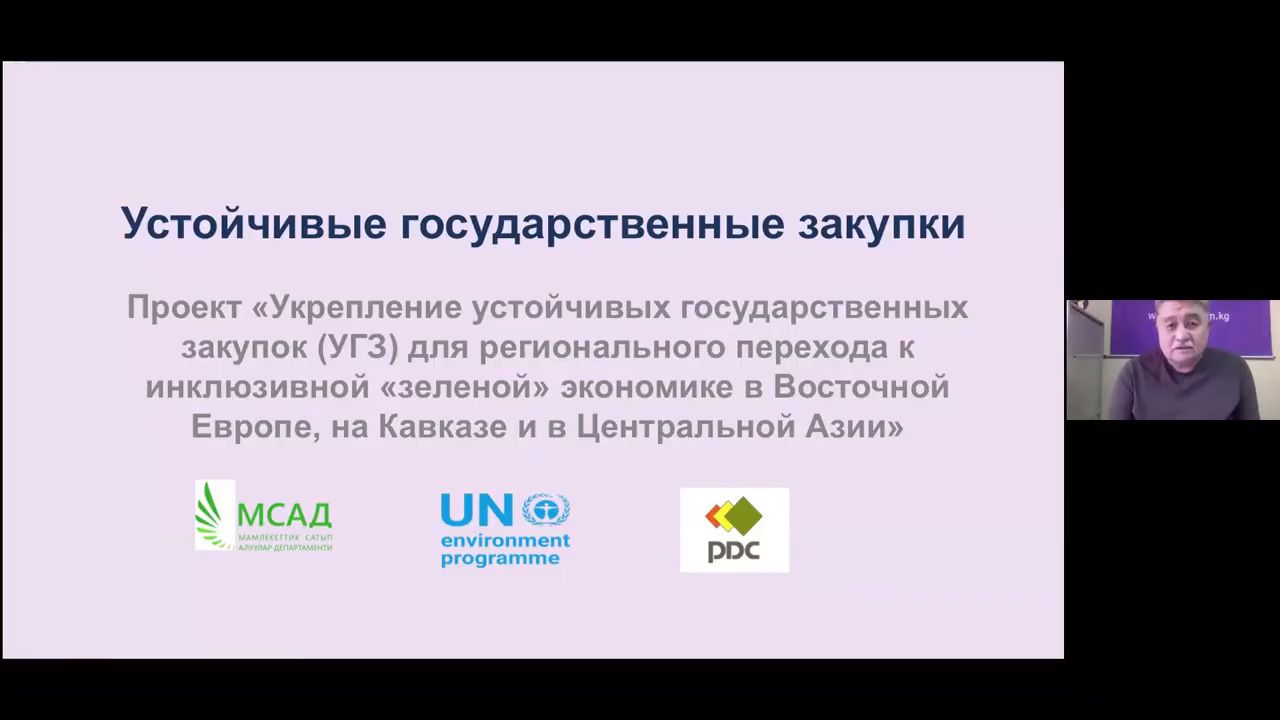 Устойчивые государственные закупки
Проект «Укрепление устойчивых государственных
закупок (УГЗ) для регионального перехода к
инклюзивной «зеленой» экономике в Восточной
Европе, на Кавказе и в Центральной Азии»
МСАД
МАМЛЕКЕТТИК САТЫП
АЛУУЛАР ДЕПАРТАМЕНТИ
UN
environment
programme
PDC